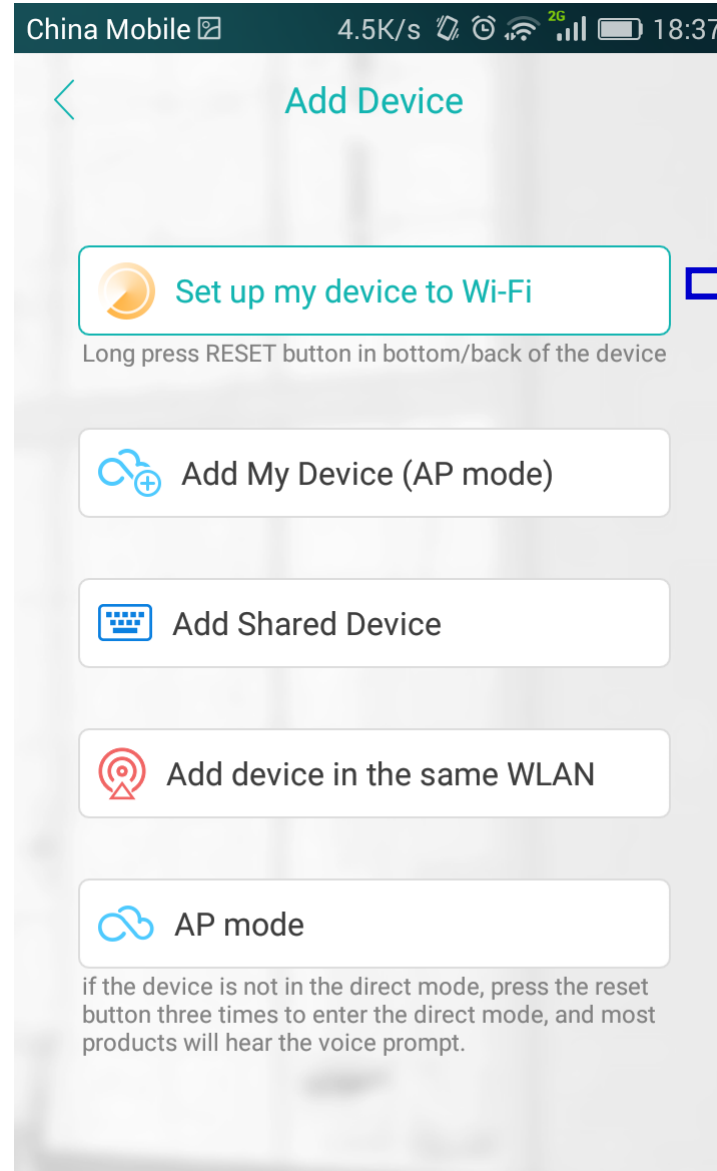 China Mobile 4.5K/s 2G 18:37
Add Device
Set up my device to Wi-Fi
Long press RESET button in bottom/back of the device
Add My Device (AP mode)
Add Shared Device
Add device in the same WLAN
AP mode
if the device is not in the direct mode, press the reset
button three times to enter the direct mode, and most
products will hear the voice prompt.